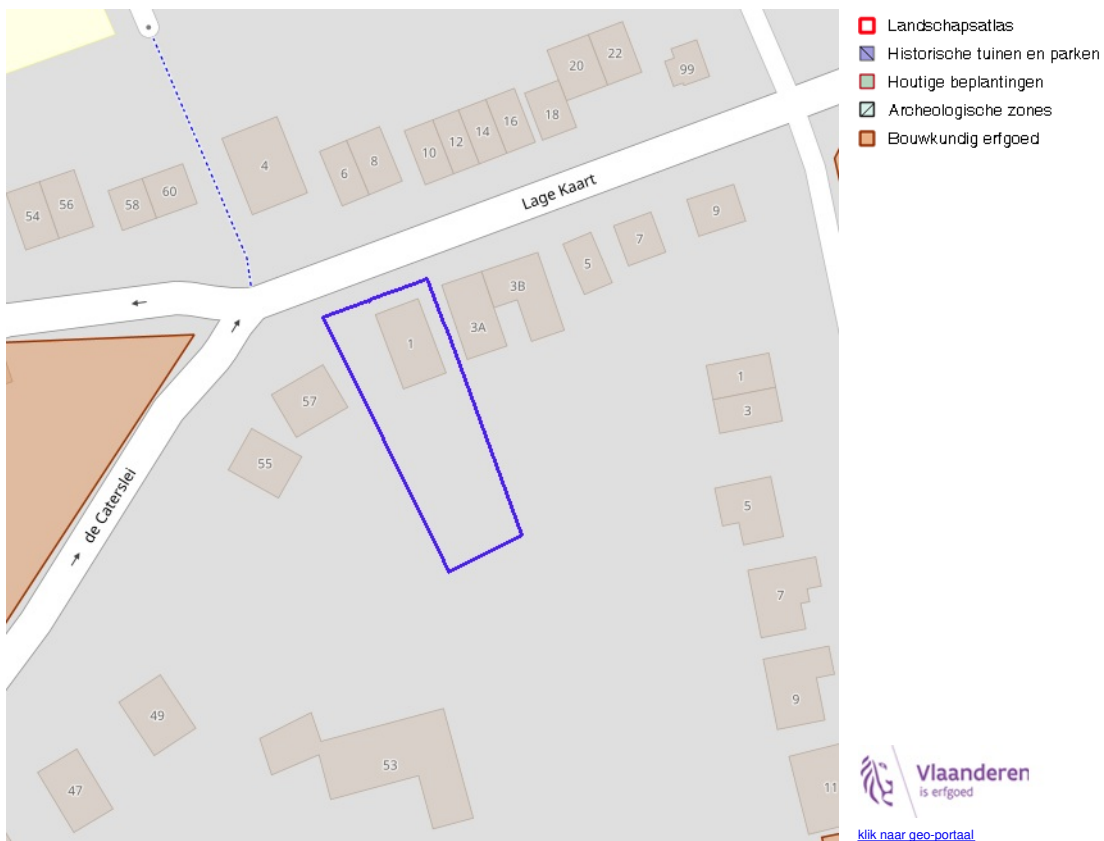 Landschapsatlas
Historische tuinen en parken
Houtige beplantingen
Archeologische zones
Bouwkundig erfgoed
22
20
99
18
16
14
12
10
8
6
4
60
58
56
54
Lage Kaart
9
7
5
3B
3A
1
57
55
de Caterslei
1
3
5
7
9
11
49
47
53
Vlaanderen
is erfgoed
klik naar geo-portaal